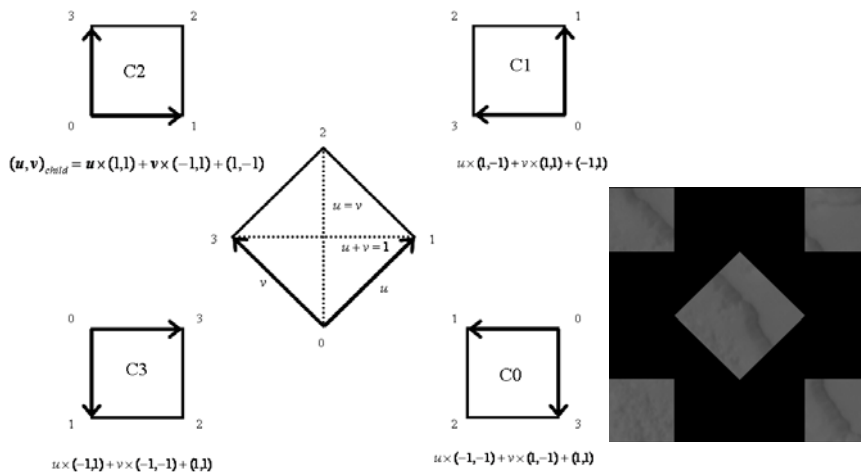 3 2
C2
0 1
(u,v)child = u×(1,1)+v×(−1,1)+(1,−1)
2 1
C1
3 0
u×(1,−1)+v×(1,1)+(−1,1)
2
u=v
3 1
u+v=1
v u
0
0 3
C3
1 2
u×(−1,1)+v×(−1,−1)+(1,1)
1 0
C0
2 3
u×(−1,−1)+v×(1,−1)+(1,1)